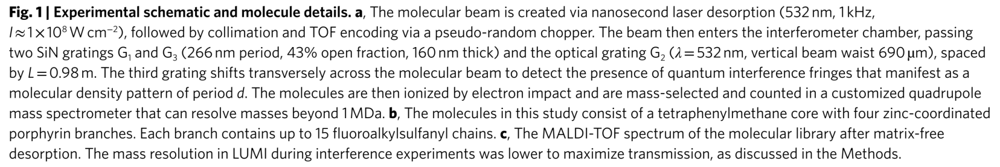 Fig. 1 | Experimental schematic and molecule details. a, The molecular beam is created via nanosecond laser desorption (532 nm, 1 kHz,
I ≈ 1 × 10⁸ W cm⁻²), followed by collimation and TOF encoding via a pseudo-random chopper. The beam then enters the interferometer chamber, passing
two SiN gratings G₁ and G₃ (266 nm period, 43% open fraction, 160 nm thick) and the optical grating G₂ (λ = 532 nm, vertical beam waist 690 μm), spaced
by L = 0.98 m. The third grating shifts transversely across the molecular beam to detect the presence of quantum interference fringes that manifest as a
molecular density pattern of period d. The molecules are then ionized by electron impact and are mass-selected and counted in a customized quadrupole
mass spectrometer that can resolve masses beyond 1 MDa. b, The molecules in this study consist of a tetraphenylmethane core with four zinc-coordinated
porphyrin branches. Each branch contains up to 15 fluoroalkylsulfanyl chains. c, The MALDI-TOF spectrum of the molecular library after matrix-free
desorption. The mass resolution in LUMI during interference experiments was lower to maximize transmission, as discussed in the Methods.